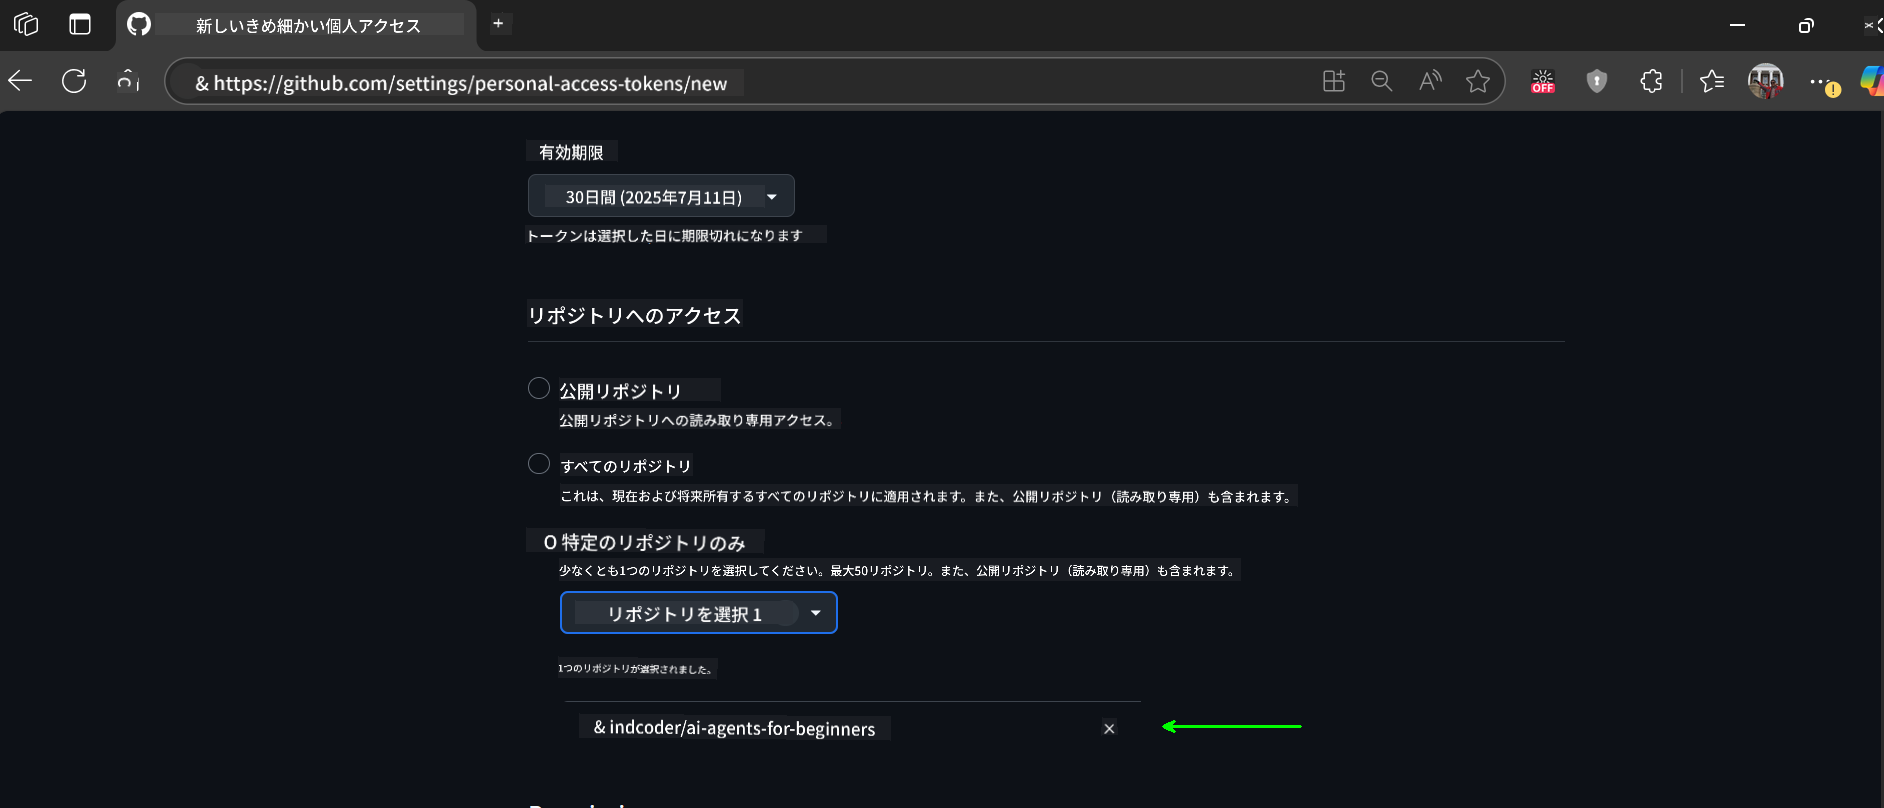 新しいきめ細かい個人アクセス
& https://github.com/settings/personal-access-tokens/new
OFF
有効期限
30日間 (2025年7月11日)
トークンは選択した日に期限切れになります
リポジトリへのアクセス
公開リポジトリ
公開リポジトリへの読み取り専用アクセス。
すべてのリポジトリ
これは、現在および将来所有するすべてのリポジトリに適用されます。また、公開リポジトリ（読み取り専用）も含まれます。
O 特定のリポジトリのみ
少なくとも1つのリポジトリを選択してください。最大50リポジトリ。また、公開リポジトリ（読み取り専用）も含まれます。
リポジトリを選択 1
1つのリポジトリが選択されました。
& indcoder/ai-agents-for-beginners